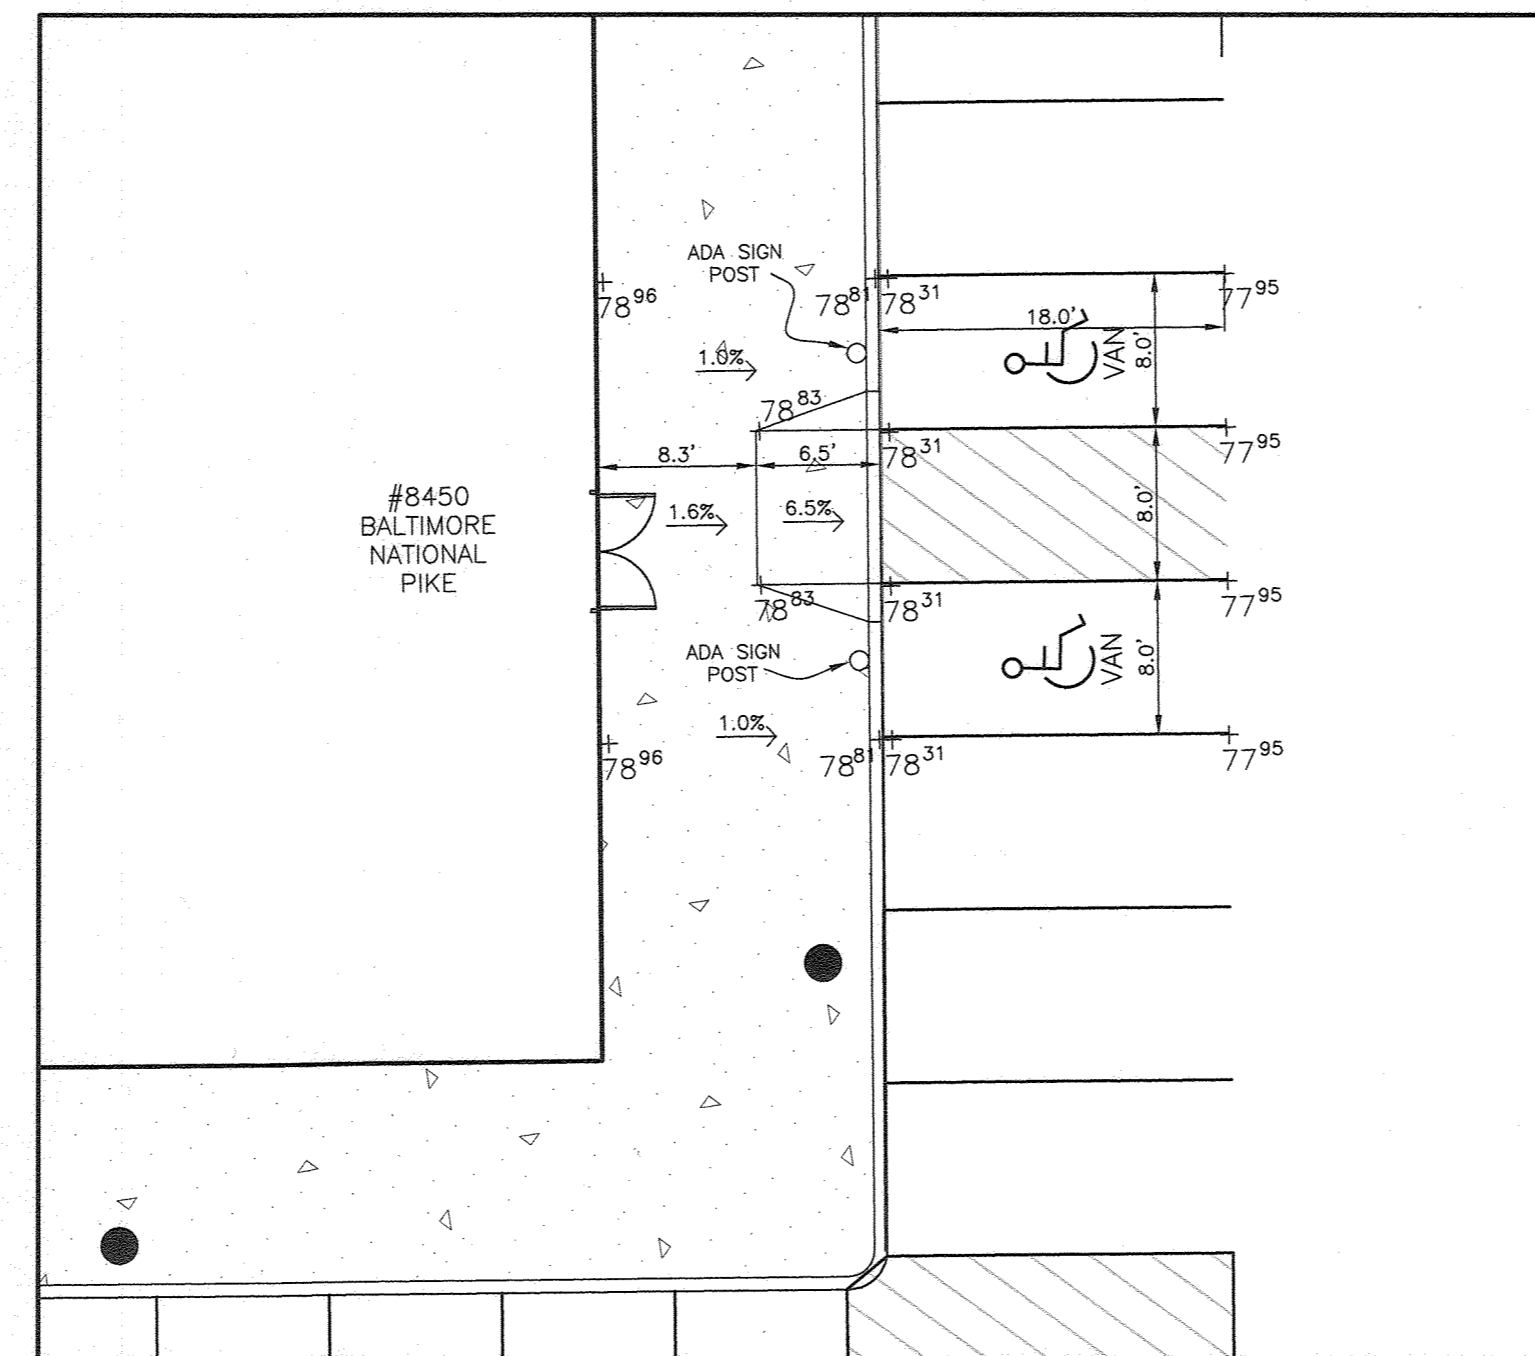 ADA SIGN
POST
78⁹⁶
78⁸¹
78³¹
77⁹⁵
18.0'
VAN
8.0'
1.0%
78⁸³
78³¹
77⁹⁵
8.3'
6.5'
#8450
BALTIMORE
NATIONAL
PIKE
1.6%
6.5%
8.0'
78⁸³
78³¹
77⁹⁵
ADA SIGN
POST
VAN
8.0'
1.0%
78⁹⁶
78⁸¹
78³¹
77⁹⁵